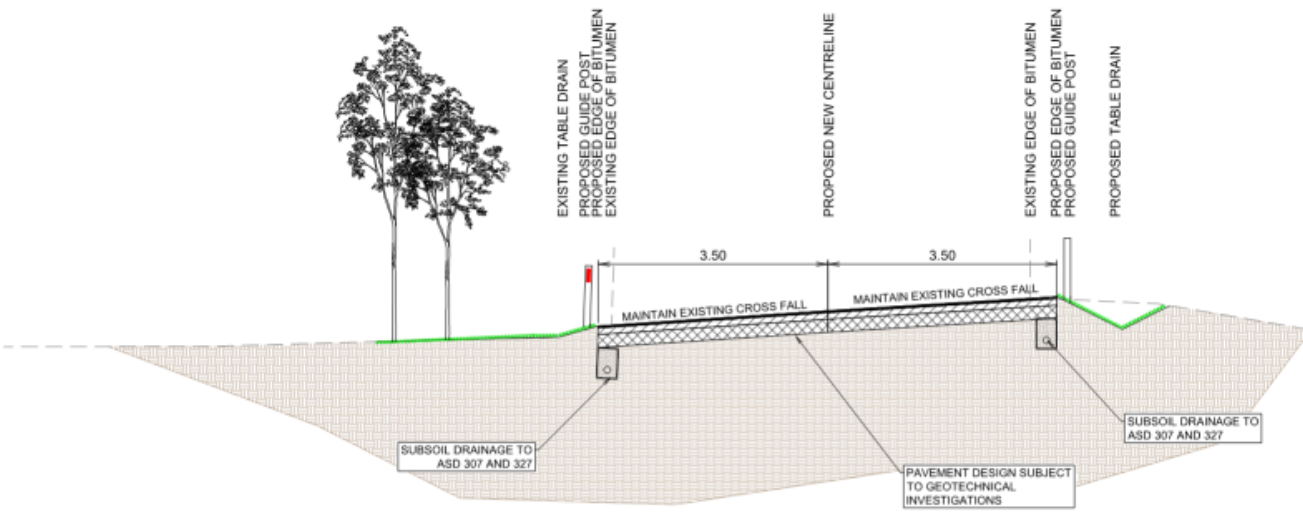 EXISTING TABLE DRAIN
PROPOSED GUIDE POST
PROPOSED EDGE OF BITUMEN
EXISTING EDGE OF BITUMEN
PROPOSED NEW CENTRELINE
EXISTING EDGE OF BITUMEN
PROPOSED EDGE OF BITUMEN
PROPOSED GUIDE POST
PROPOSED TABLE DRAIN
3.50
3.50
MAINTAIN EXISTING CROSS FALL
MAINTAIN EXISTING CROSS FALL
SUBSOIL DRAINAGE TO
ASD 307 AND 327
SUBSOIL DRAINAGE TO
ASD 307 AND 327
PAVEMENT DESIGN SUBJECT
TO GEOTECHNICAL
INVESTIGATIONS